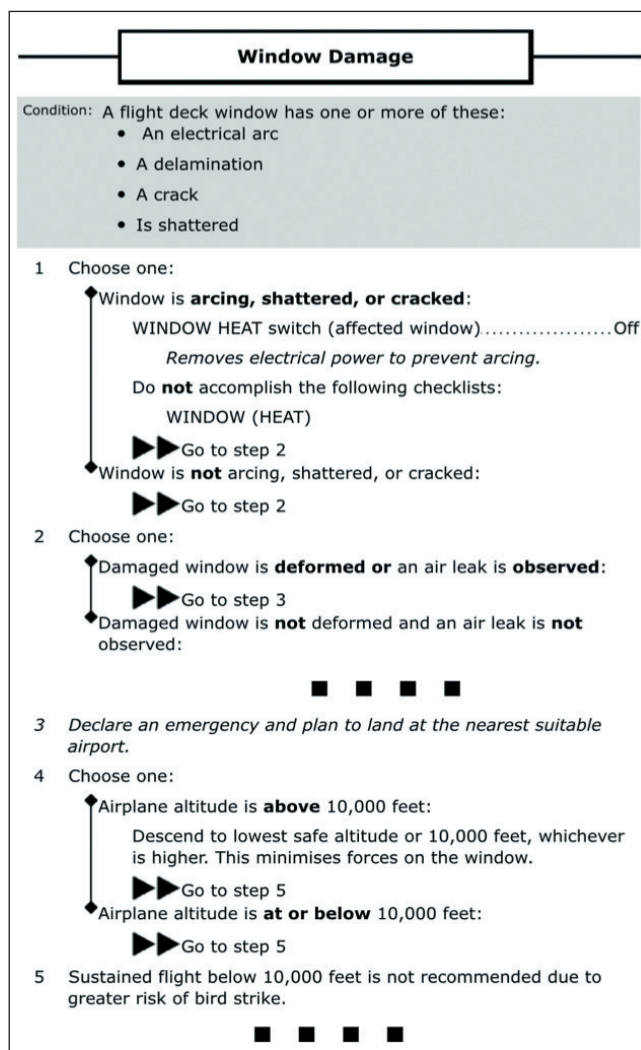 Window Damage
Condition: A flight deck window has one or more of these:
• An electrical arc
• A delamination
• A crack
• Is shattered
1 Choose one:
Window is arcing, shattered, or cracked:
WINDOW HEAT switch (affected window)....................Off
Removes electrical power to prevent arcing.
Do not accomplish the following checklists:
WINDOW (HEAT)
Go to step 2
Window is not arcing, shattered, or cracked:
Go to step 2
2 Choose one:
Damaged window is deformed or an air leak is observed:
Go to step 3
Damaged window is not deformed and an air leak is not
observed:
3 Declare an emergency and plan to land at the nearest suitable
airport.
4 Choose one:
Airplane altitude is above 10,000 feet:
Descend to lowest safe altitude or 10,000 feet, whichever
is higher. This minimises forces on the window.
Go to step 5
Airplane altitude is at or below 10,000 feet:
Go to step 5
5 Sustained flight below 10,000 feet is not recommended due to
greater risk of bird strike.